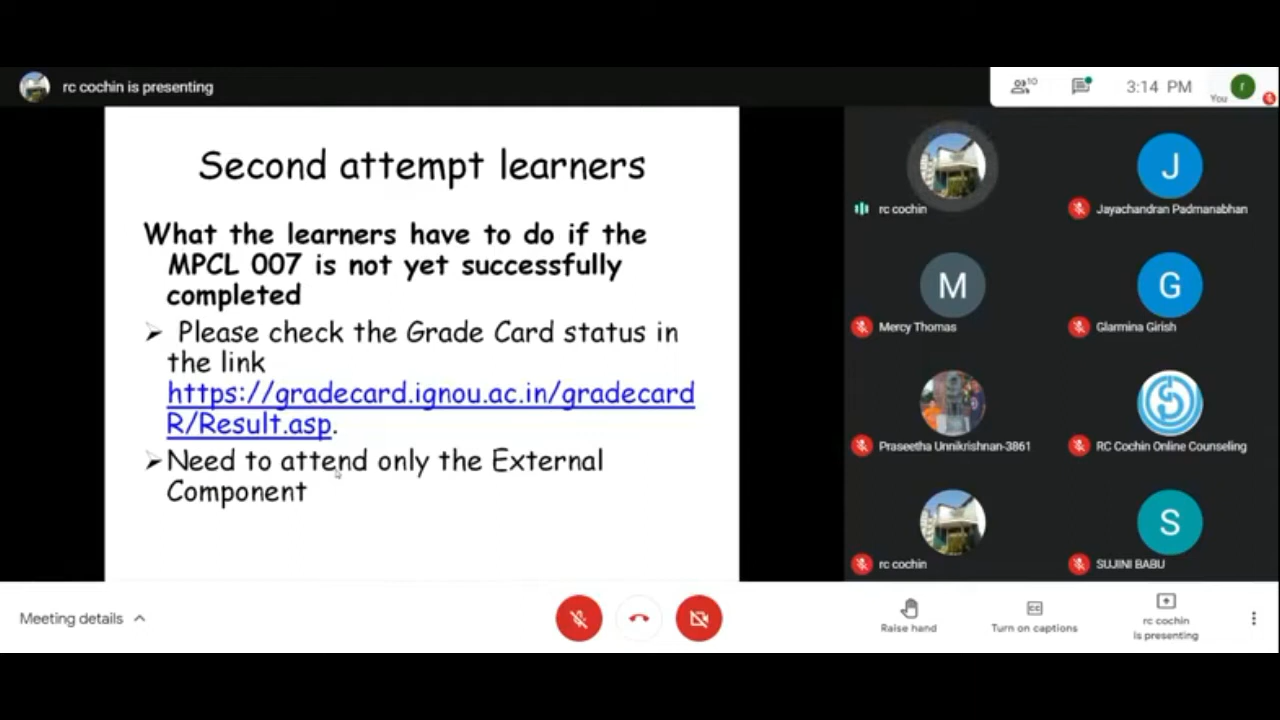 rc cochin is presenting
10
3:14 PM
You
r
Second attempt learners
What the learners have to do if the
MPCL 007 is not yet successfully
completed
➢ Please check the Grade Card status in
the link
https://gradecard.ignou.ac.in/gradecard
R/Result.asp.
➢Need to attend only the External
Component
rc cochin
J
Jayachandran Padmanabhan
M
Mercy Thomas
G
Glarmina Girish
Praseetha Unnikrishnan-3861
RC Cochin Online Counseling
rc cochin
S
SUJINI BABU
Meeting details
Raise hand
CC
Turn on captions
rc cochin
is presenting